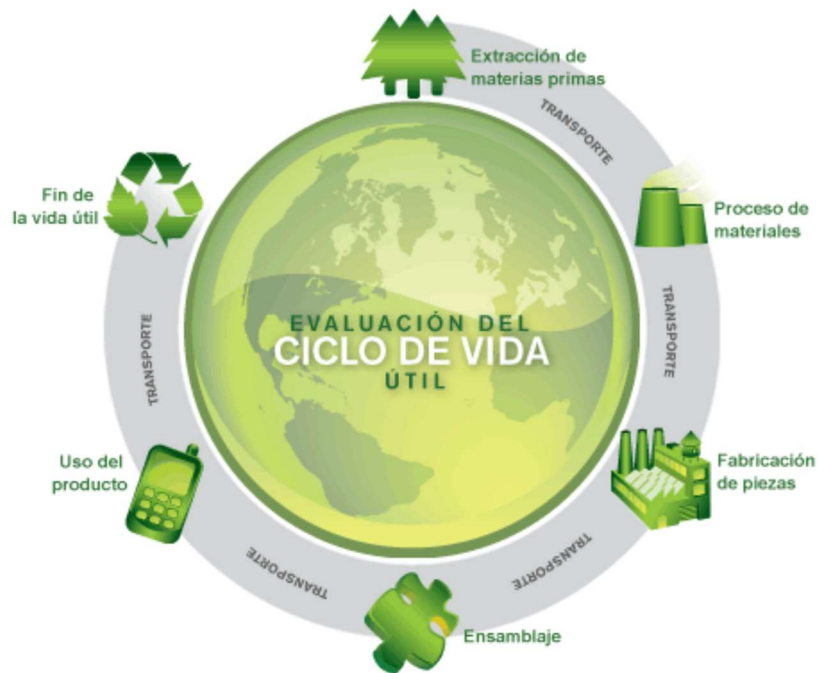 Extracción de
materias primas
TRANSPORTE
Proceso de
materiales
TRANSPORTE
Fabricación
de piezas
TRANSPORTE
Ensamblaje
TRANSPORTE
Uso del
producto
TRANSPORTE
Fin de
la vida útil
EVALUACIÓN DEL
CICLO DE VIDA
ÚTIL